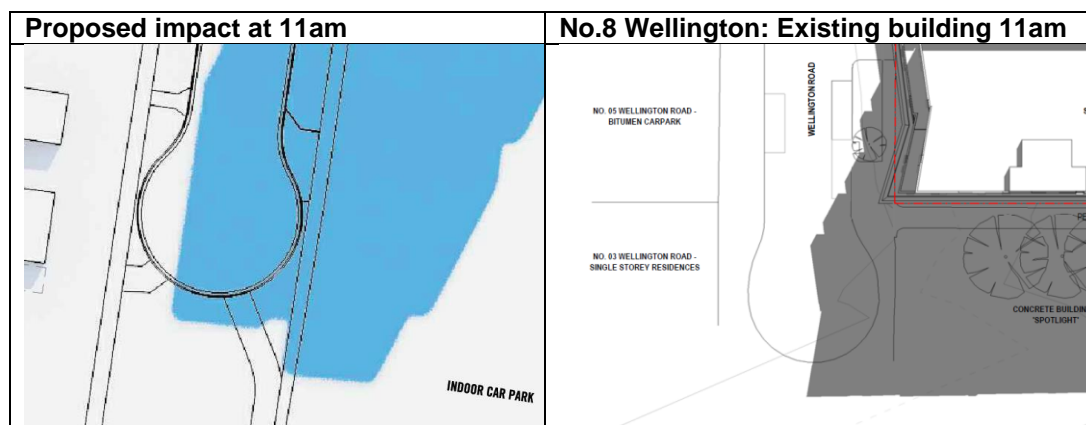 Proposed impact at 11am
No.8 Wellington: Existing building 11am
INDOOR CAR PARK
NO. 05 WELLINGTON ROAD -
BITUMEN CARPARK
WELLINGTON ROAD
NO. 03 WELLINGTON ROAD -
SINGLE STOREY RESIDENCES
CONCRETE BUILDIN
'SPOTLIGHT'